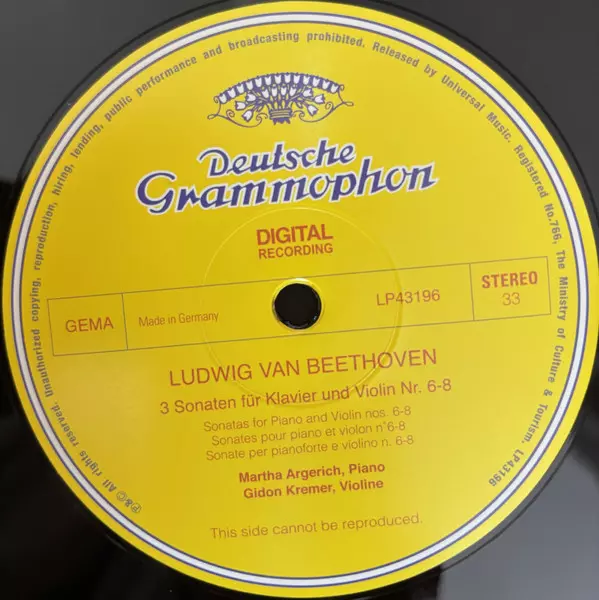 Deutsche
Grammophon
DIGITAL
RECORDING
GEMA
Made in Germany
LP43196
STEREO
33
LUDWIG VAN BEETHOVEN
3 Sonaten für Klavier und Violin Nr. 6-8
Sonatas for Piano and Violin nos. 6-8
Sonates pour piano et violon n°6-8
Sonate per pianoforte e violino n. 6-8
Martha Argerich, Piano
Gidon Kremer, Violine
This side cannot be reproduced.
℗&© All rights reserved. Unauthorized copying, reproduction, hiring, lending, public performance and broadcasting prohibited. Released by Universal Music. Registered No.766, The Ministry of Culture & Tourism. LP43196